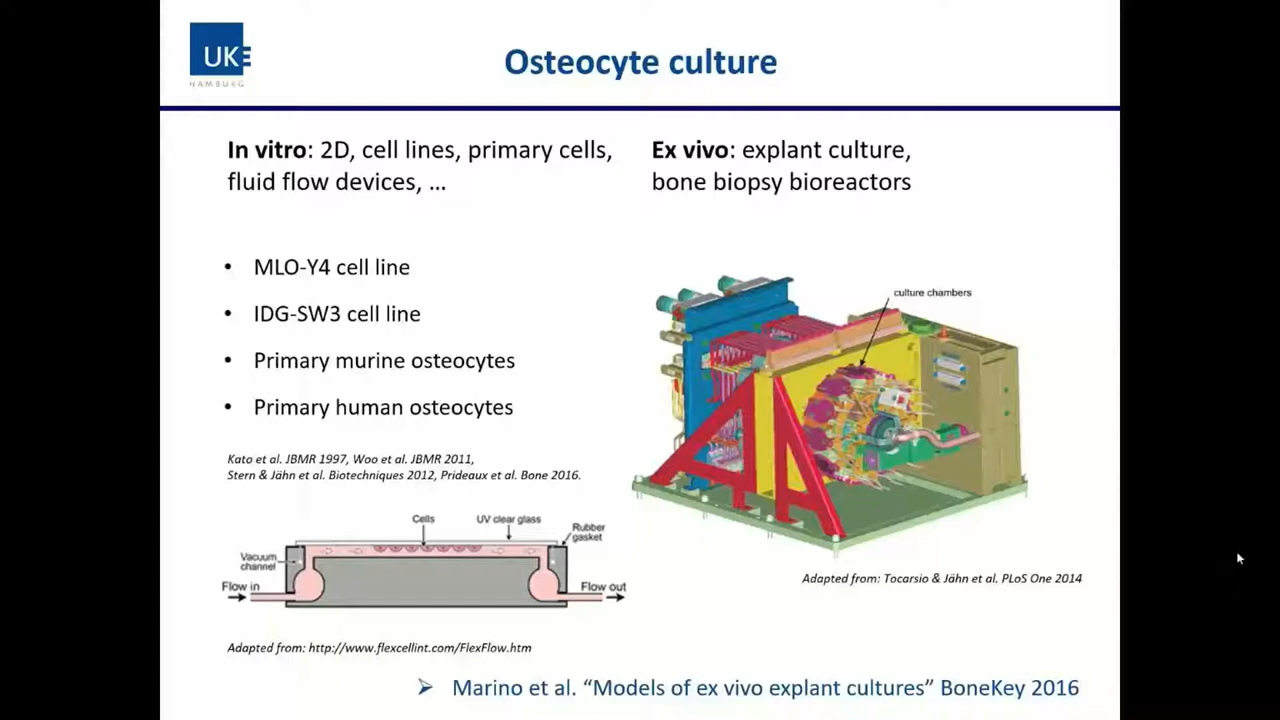 UKE
HAMBURG
Osteocyte culture
In vitro: 2D, cell lines, primary cells,
fluid flow devices, ...
Ex vivo: explant culture,
bone biopsy bioreactors
• MLO-Y4 cell line
• IDG-SW3 cell line
• Primary murine osteocytes
• Primary human osteocytes
Kato et al. JBMR 1997, Woo et al. JBMR 2011,
Stern & Jähn et al. Biotechniques 2012, Prideaux et al. Bone 2016.
culture chambers
Cells
UV clear glass
Rubber
gasket
Vacuum
channel
Flow in
Flow out
Adapted from: Tocarsio & Jähn et al. PLoS One 2014
Adapted from: http://www.flexcellint.com/FlexFlow.htm
➢ Marino et al. “Models of ex vivo explant cultures” BoneKey 2016